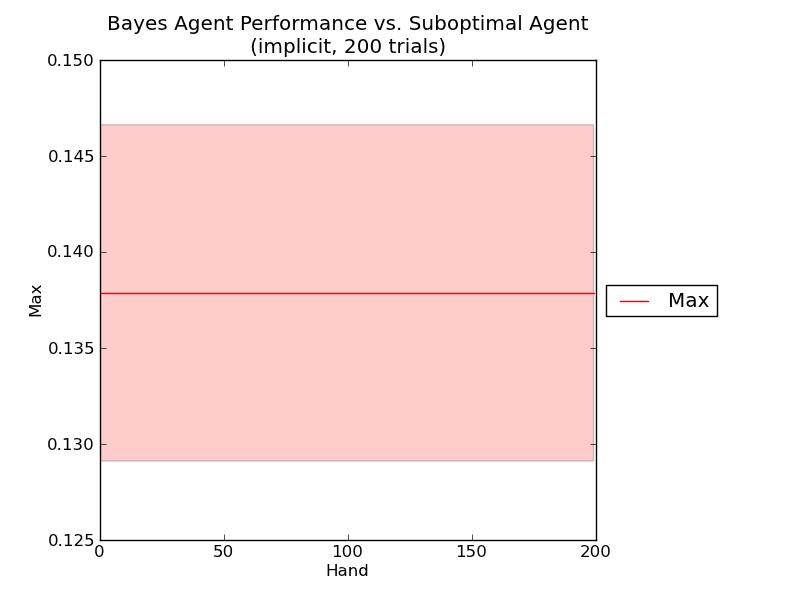 Bayes Agent Performance vs. Suboptimal Agent
(implicit, 200 trials)
0.150
0.145
0.140
0.135
0.130
0.125
Max
0 50 100 150 200
Hand
Max